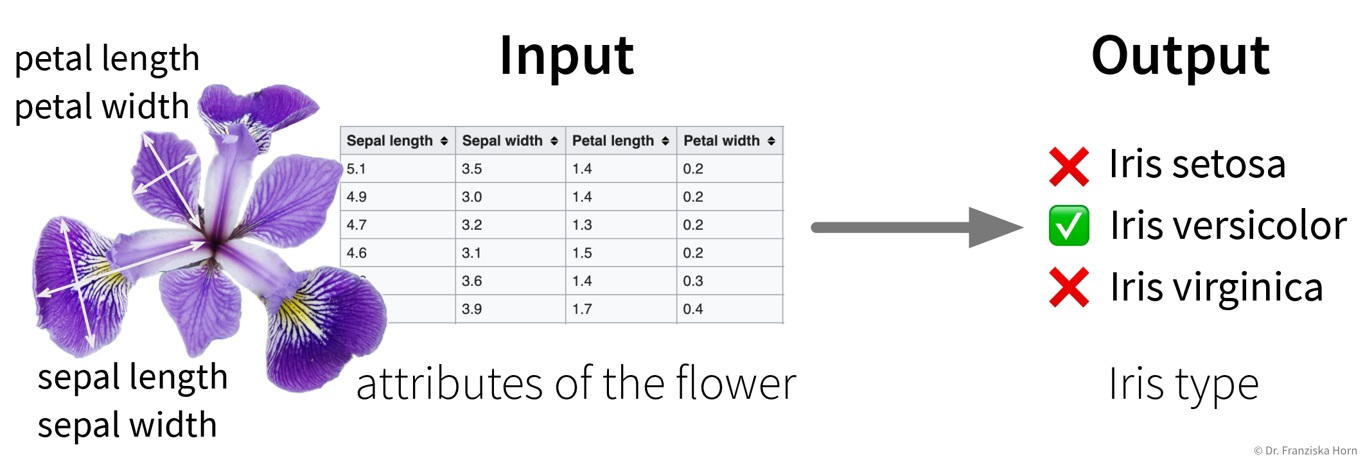 petal length
petal width
sepal length
sepal width
Input
Sepal length Sepal width Petal length Petal width
5.1 3.5 1.4 0.2
4.9 3.0 1.4 0.2
4.7 3.2 1.3 0.2
4.6 3.1 1.5 0.2
3.6 1.4 0.3
3.9 1.7 0.4
attributes of the flower
Output
Iris setosa
Iris versicolor
Iris virginica
Iris type
© Dr. Franziska Horn